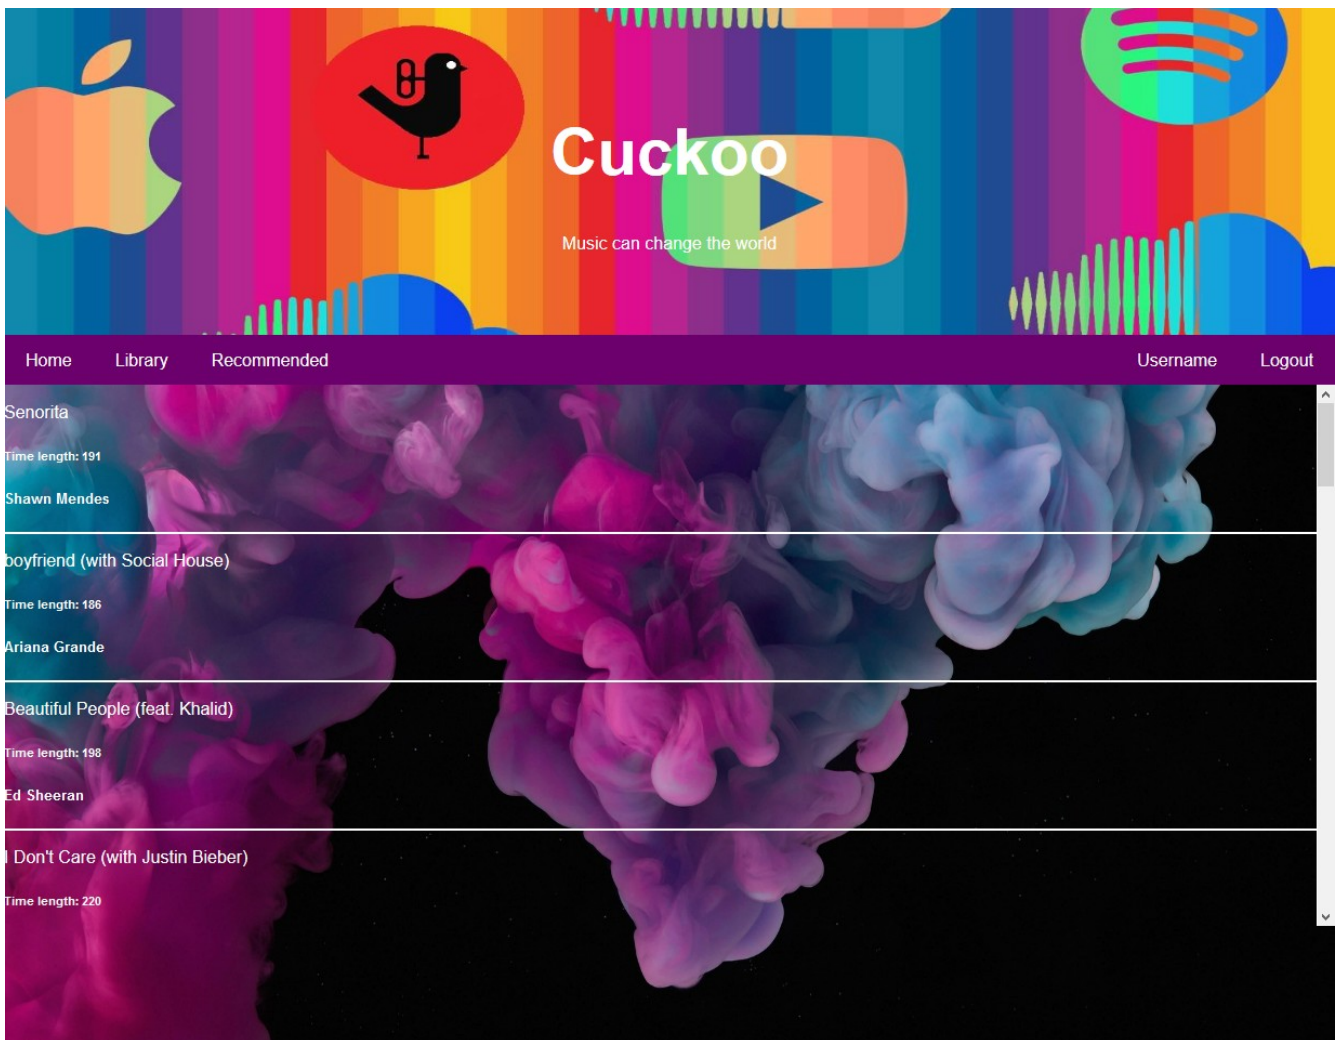 Cuckoo
Music can change the world
Home Library Recommended Username Logout
Senorita
Time length: 191
Shawn Mendes
boyfriend (with Social House)
Time length: 186
Ariana Grande
Beautiful People (feat. Khalid)
Time length: 198
Ed Sheeran
I Don't Care (with Justin Bieber)
Time length: 220